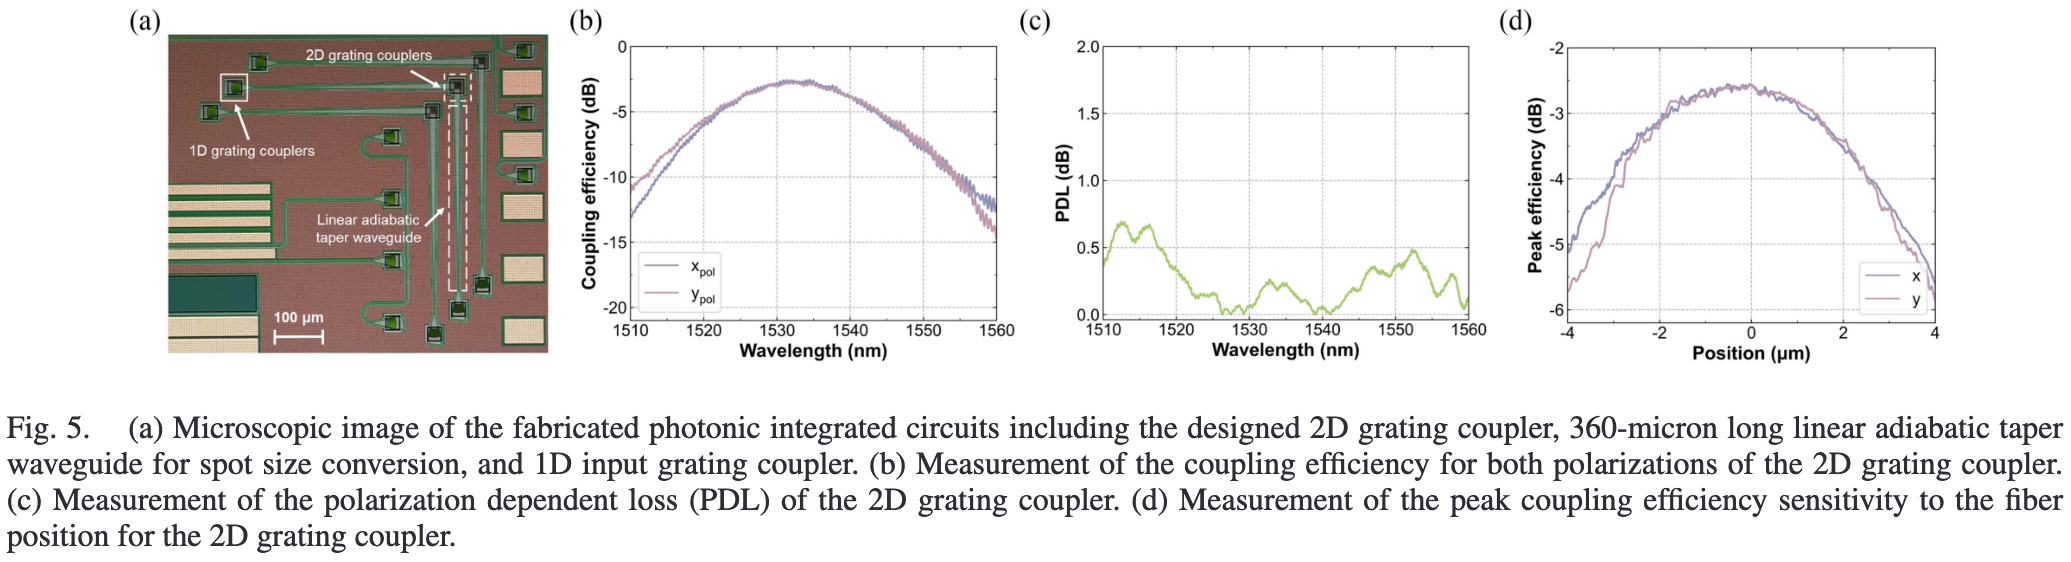 (a)
2D grating couplers
1D grating couplers
Linear adiabatic
taper waveguide
100 µm
(b)
Coupling efficiency (dB)
0
-5
-10
-15
-20
x_pol
y_pol
1510 1520 1530 1540 1550 1560
Wavelength (nm)
(c)
PDL (dB)
2.0
1.5
1.0
0.5
0.0
1510 1520 1530 1540 1550 1560
Wavelength (nm)
(d)
Peak efficiency (dB)
-2
-3
-4
-5
-6
x
y
-4 -2 0 2 4
Position (µm)
Fig. 5. (a) Microscopic image of the fabricated photonic integrated circuits including the designed 2D grating coupler, 360-micron long linear adiabatic taper
waveguide for spot size conversion, and 1D input grating coupler. (b) Measurement of the coupling efficiency for both polarizations of the 2D grating coupler.
(c) Measurement of the polarization dependent loss (PDL) of the 2D grating coupler. (d) Measurement of the peak coupling efficiency sensitivity to the fiber
position for the 2D grating coupler.